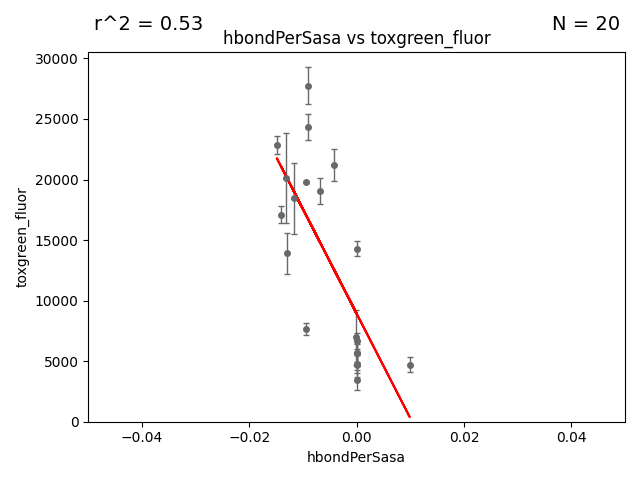 r^2 = 0.53
N = 20
hbondPerSasa vs toxgreen_fluor
30000
25000
20000
15000
10000
5000
0
toxgreen_fluor
−0.04
−0.02
0.00
0.02
0.04
hbondPerSasa